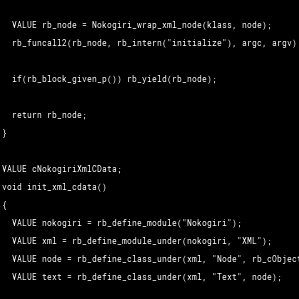 VALUE rb_node = Nokogiri_wrap_xml_node(klass, node);
rb_funcall2(rb_node, rb_intern("initialize"), argc, argv)
if(rb_block_given_p()) rb_yield(rb_node);
return rb_node;
}
VALUE cNokogiriXmlCData;
void init_xml_cdata()
{
VALUE nokogiri = rb_define_module("Nokogiri");
VALUE xml = rb_define_module_under(nokogiri, "XML");
VALUE node = rb_define_class_under(xml, "Node", rb_cObject
VALUE text = rb_define_class_under(xml, "Text", node);